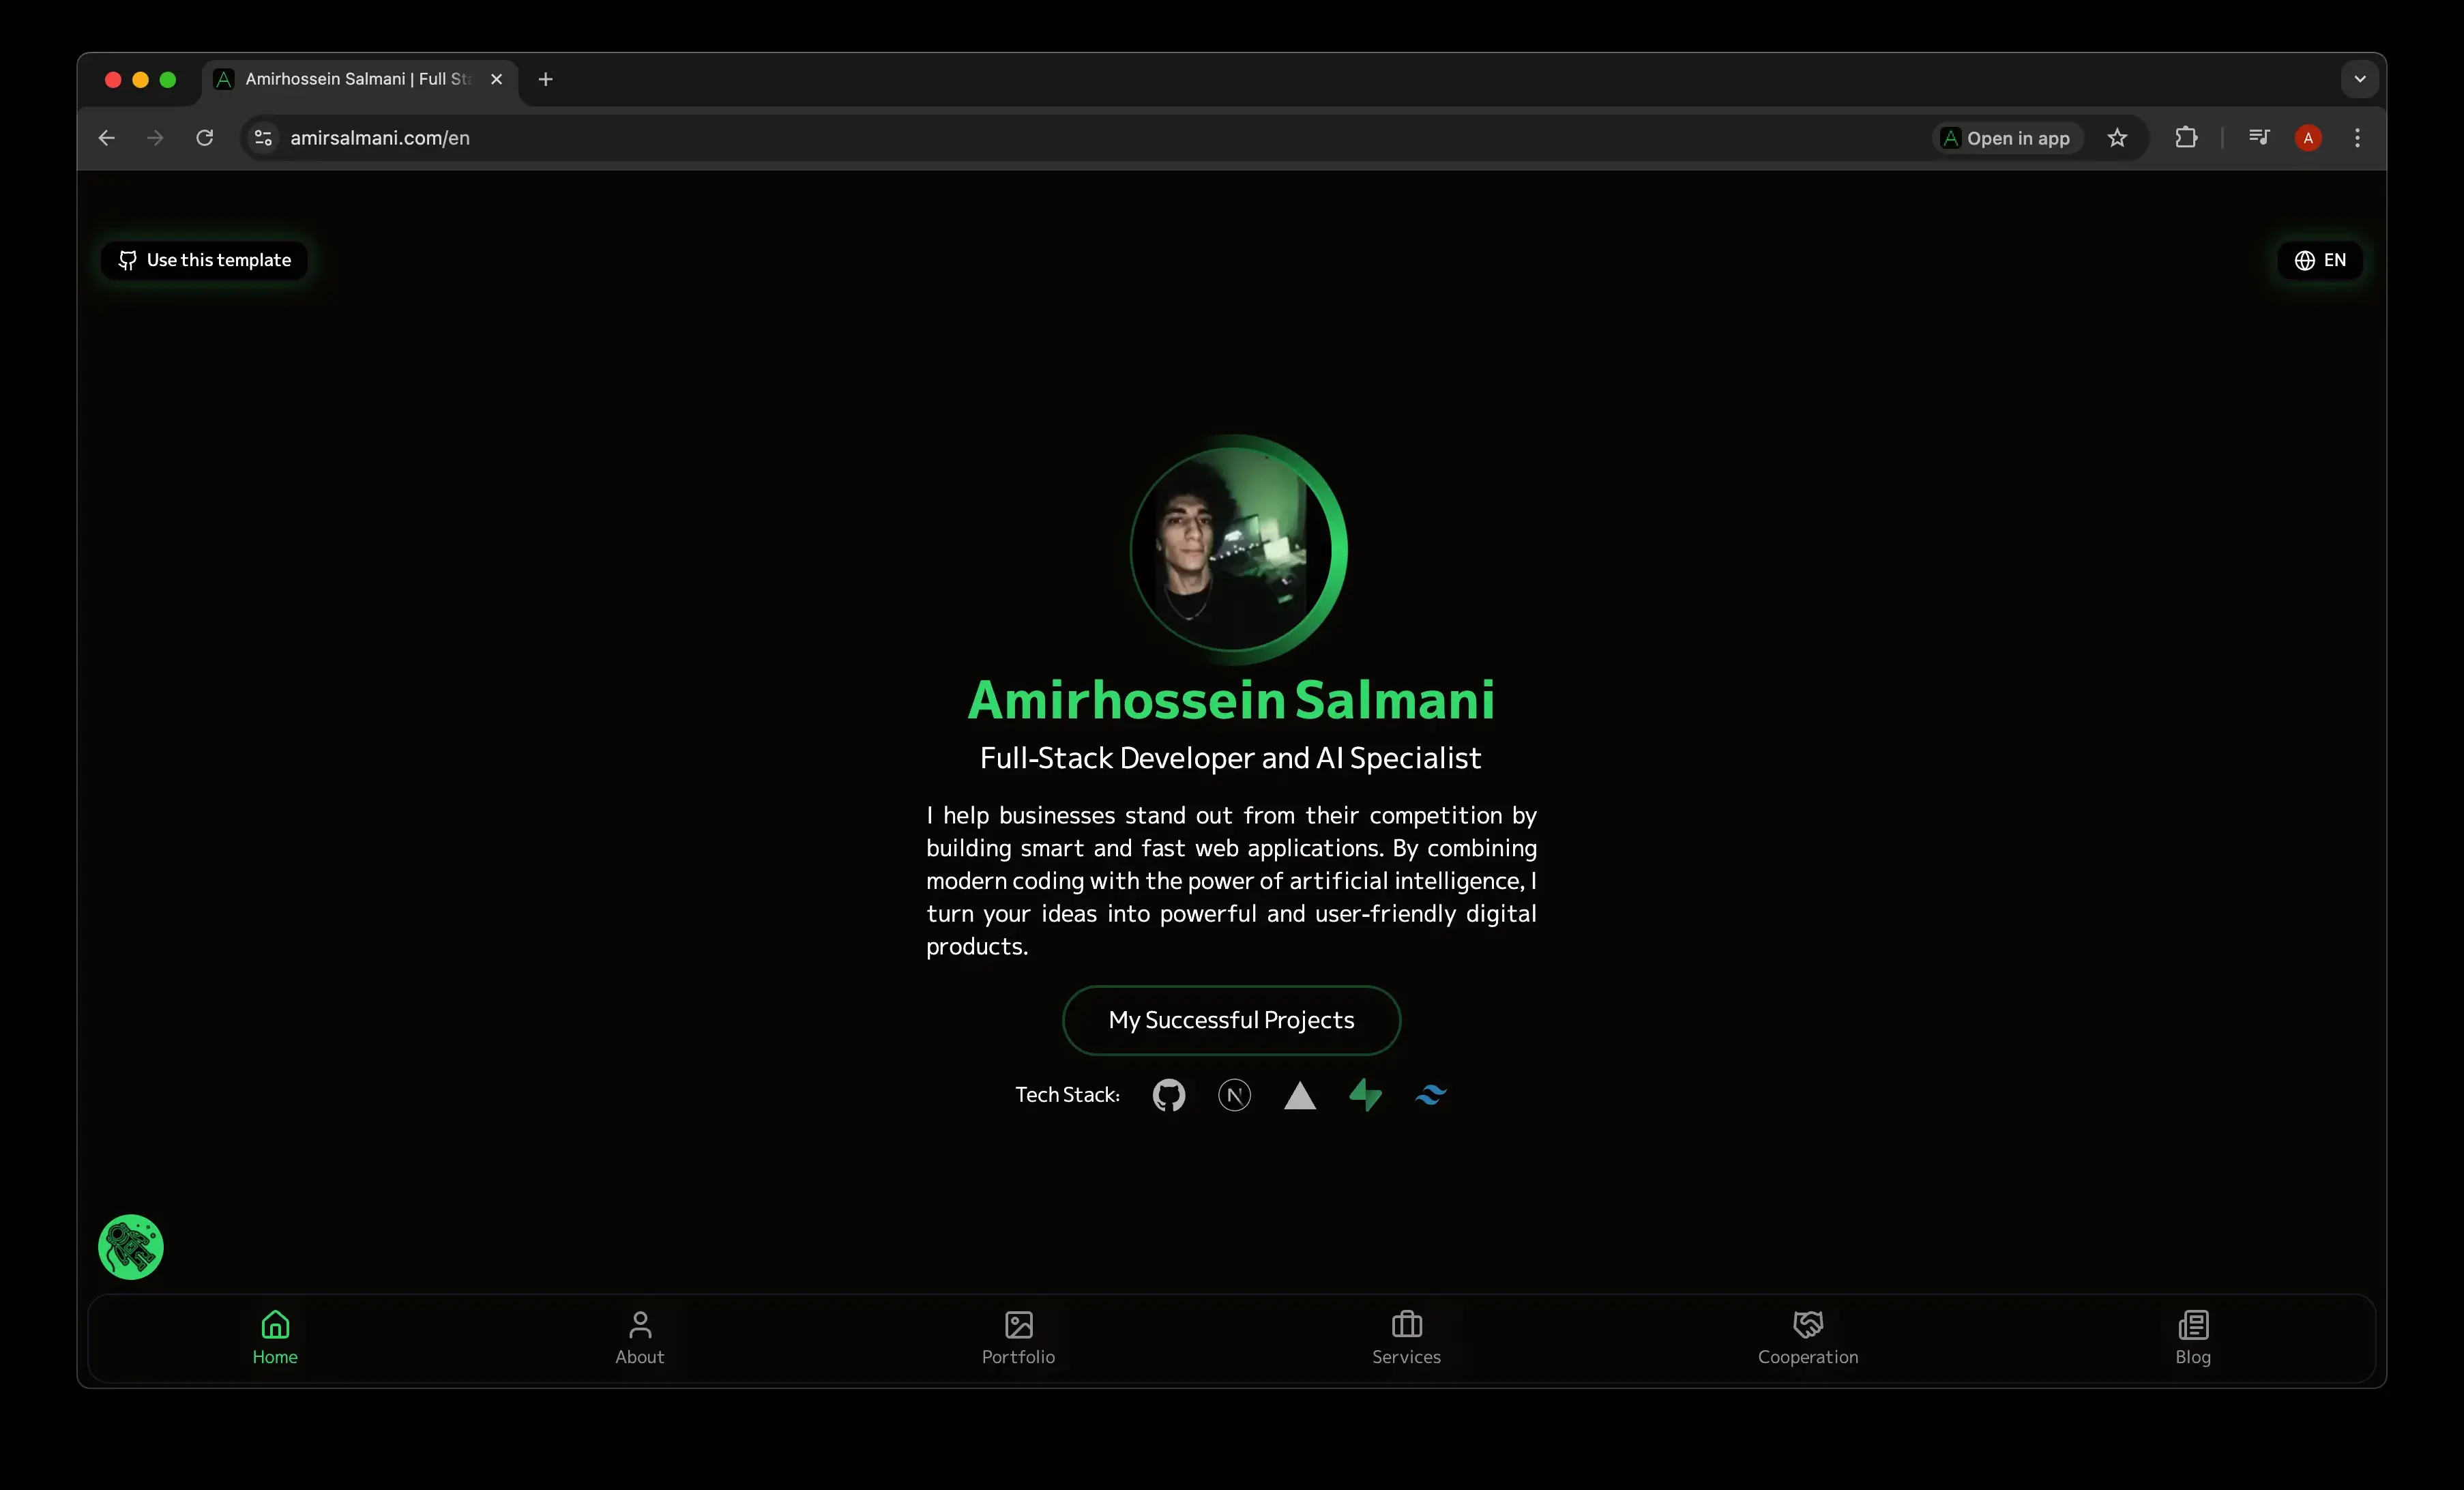 Amirhossein Salmani | Full St
amirsalmani.com/en
Open in app
A
Use this template
EN
Amirhossein Salmani
Full-Stack Developer and AI Specialist
I help businesses stand out from their competition by
building smart and fast web applications. By combining
modern coding with the power of artificial intelligence, I
turn your ideas into powerful and user-friendly digital
products.
My Successful Projects
Tech Stack:
Home
About
Portfolio
Services
Cooperation
Blog